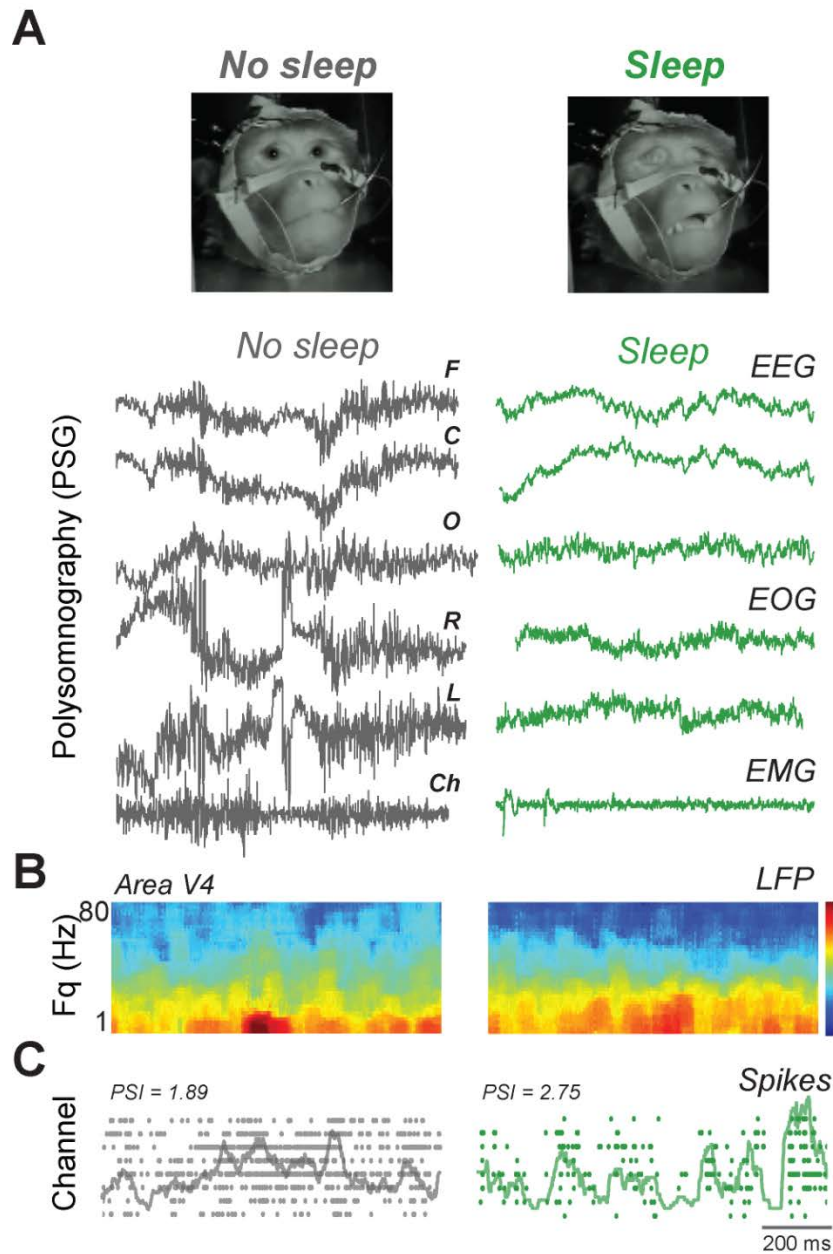 A
No sleep
Sleep
No sleep
Sleep
F
EEG
C
O
R
EOG
L
Ch
EMG
Polysomnography (PSG)
B
Area V4
LFP
80
Fq (Hz)
1
C
PSI = 1.89
PSI = 2.75
Spikes
Channel
200 ms